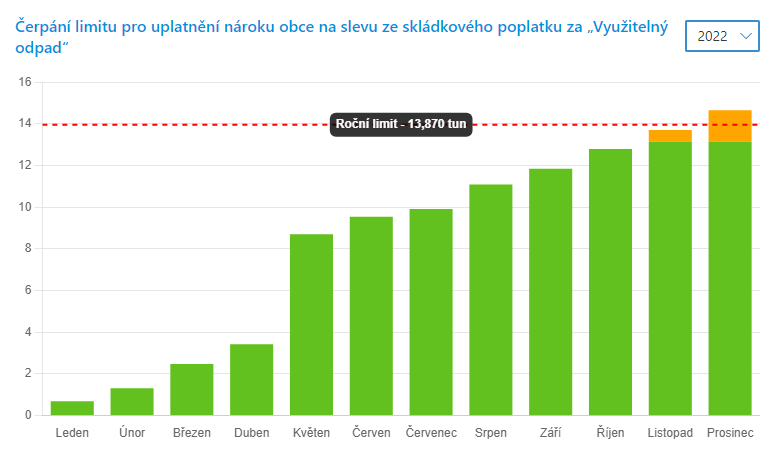 Čerpání limitu pro uplatnění nároku obce na slevu ze skládkového poplatku za „Využitelný
odpad“
2022
16
14
12
10
8
6
4
2
0
Roční limit - 13,870 tun
Leden
Únor
Březen
Duben
Květen
Červen
Červenec
Srpen
Září
Říjen
Listopad
Prosinec